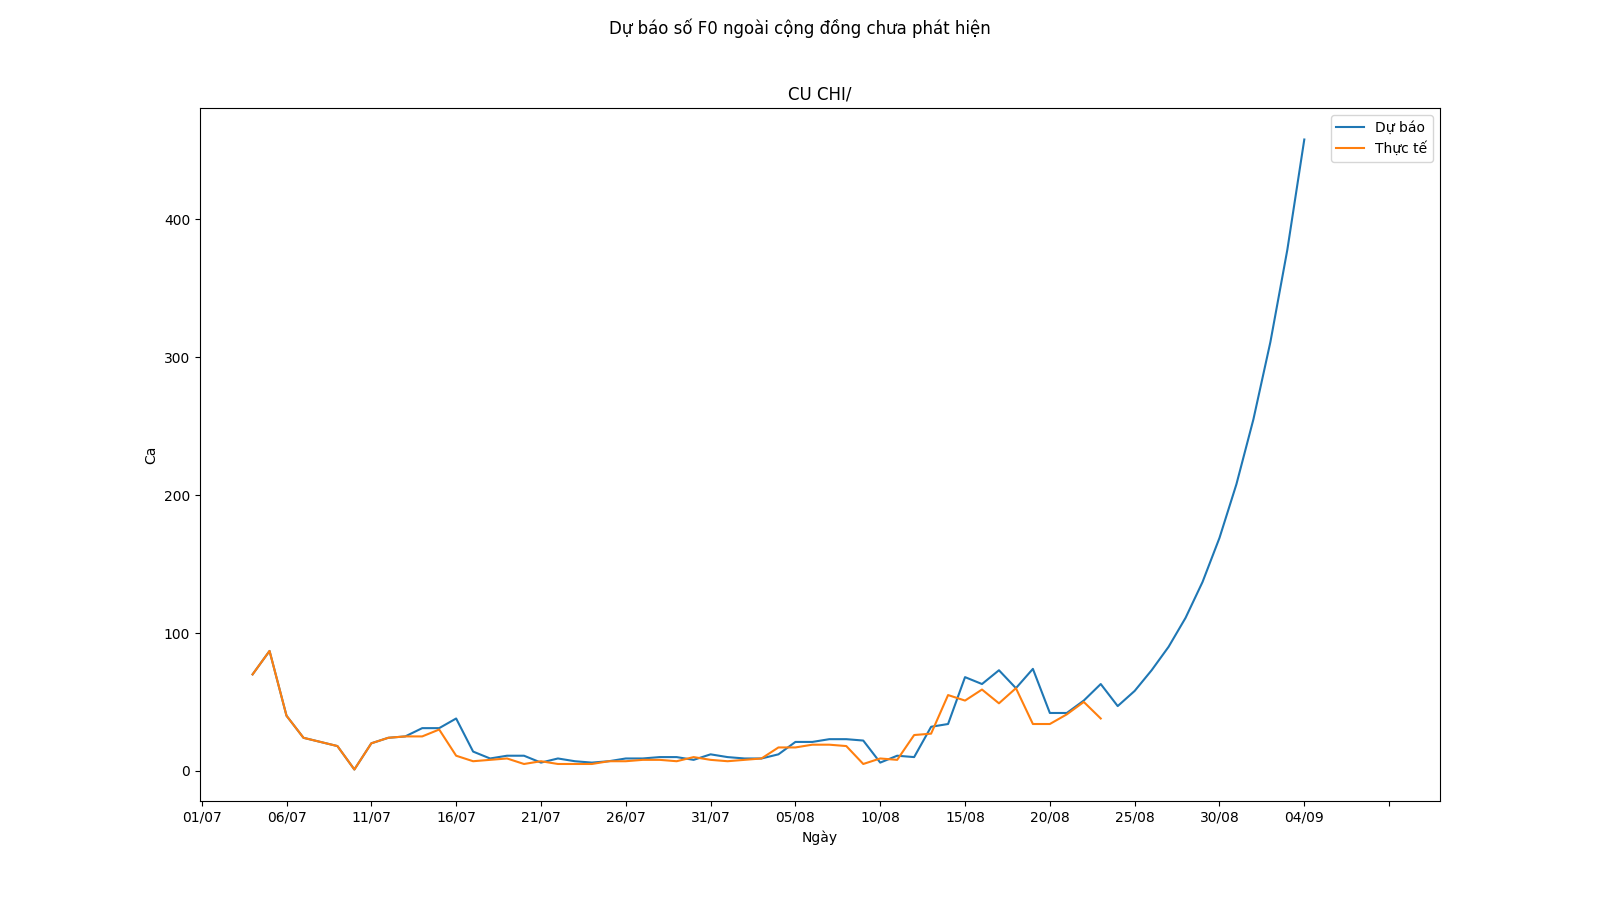 Dự báo số F0 ngoài cộng đồng chưa phát hiện
CU CHI/
Dự báo
Thực tế
400
300
200
100
0
Ca
01/07 06/07 11/07 16/07 21/07 26/07 31/07 05/08 10/08 15/08 20/08 25/08 30/08 04/09
Ngày